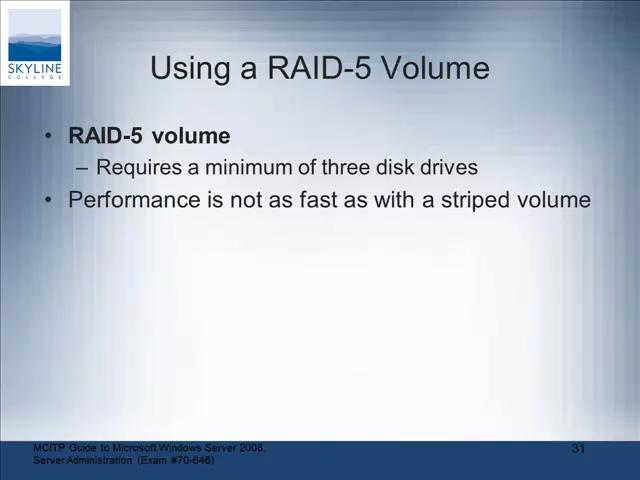 SKYLINE
COLLEGE
Using a RAID-5 Volume
• RAID-5 volume
– Requires a minimum of three disk drives
• Performance is not as fast as with a striped volume
MCITP Guide to Microsoft Windows Server 2008,
Server Administration (Exam #70-646)
31